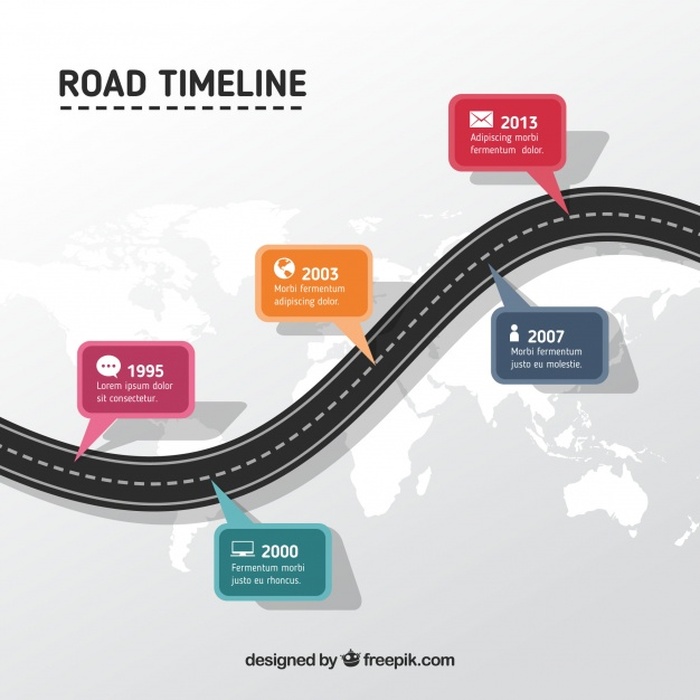 ROAD TIMELINE
2013
Adipiscing morbi
fermentum dolor.
2003
Morbi fermentum
adipiscing dolor.
2007
Morbi fermentum
justo eu molestie.
1995
Lorem ipsum dolor
sit consectetur.
2000
Fermentum morbi
justo eu rhoncus.
designed by freepik.com